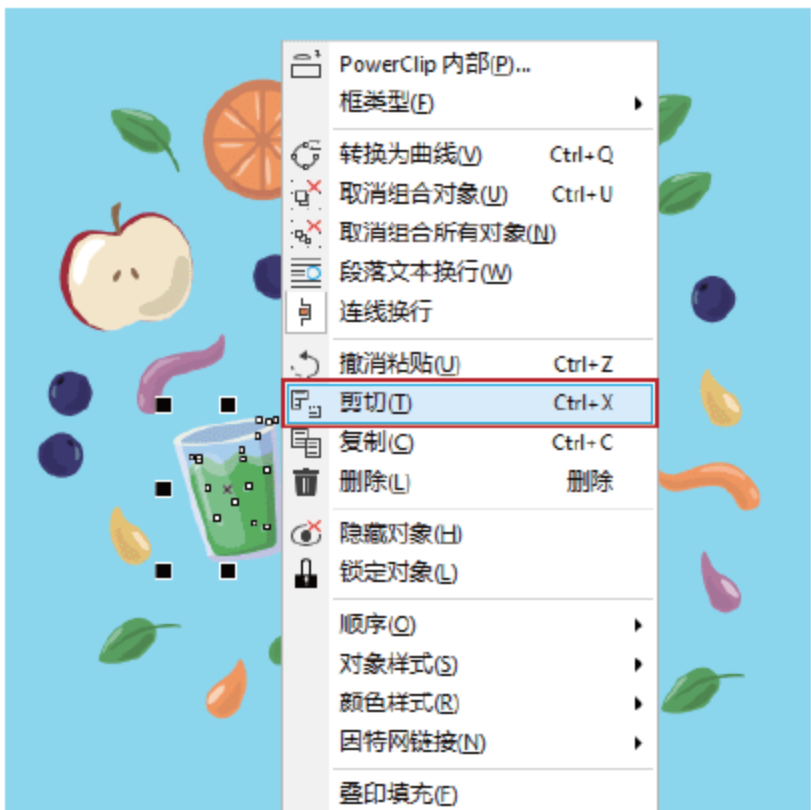 PowerClip 内部(P)...
框类型(F)
转换为曲线(V) Ctrl+Q
取消组合对象(U) Ctrl+U
取消组合所有对象(N)
段落文本换行(W)
连线换行
撤消粘贴(U) Ctrl+Z
剪切(T) Ctrl+X
复制(C) Ctrl+C
删除(L) 删除
隐藏对象(H)
锁定对象(L)
顺序(O)
对象样式(S)
颜色样式(R)
因特网链接(N)
叠印填充(F)